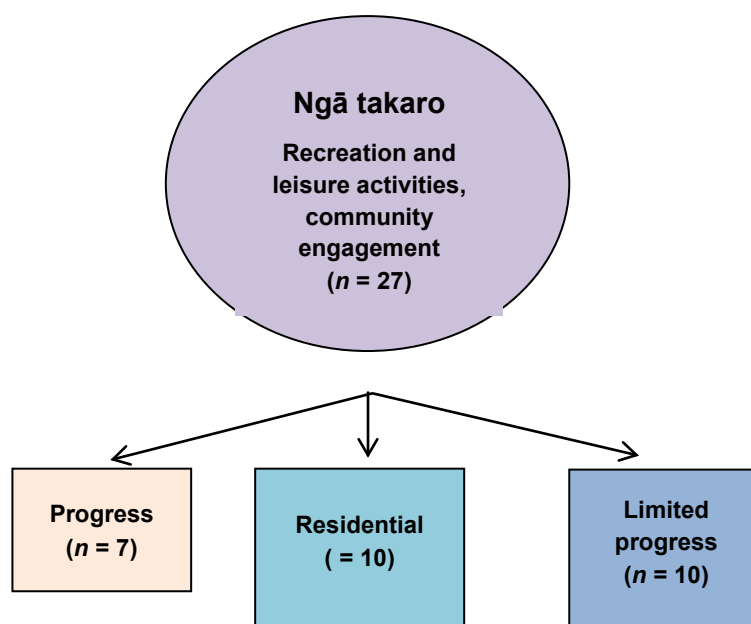 Ngā takaro
Recreation and
leisure activities,
community
engagement
(n = 27)
Progress
(n = 7)
Residential
( = 10)
Limited
progress
(n = 10)